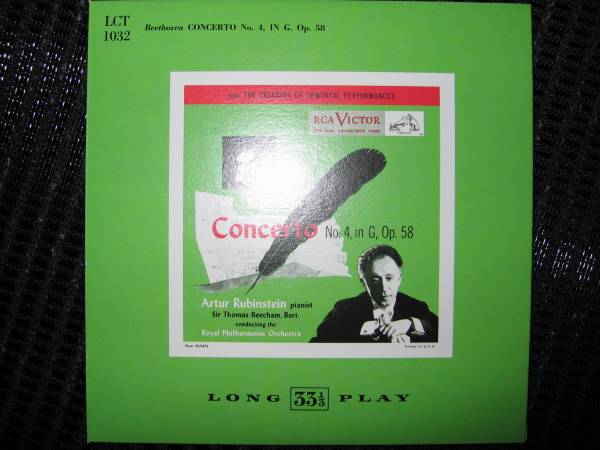 LCT
1032
Beethoven CONCERTO No. 4, IN G, Op. 58
THE TREASURY OF IMMORTAL PERFORMANCES
RCA VICTOR
Concerto No. 4, in G, Op. 58
Artur Rubinstein pianist
Sir Thomas Beecham, Bart.
conducting the
Royal Philharmonic Orchestra
LONG 33⅓ PLAY